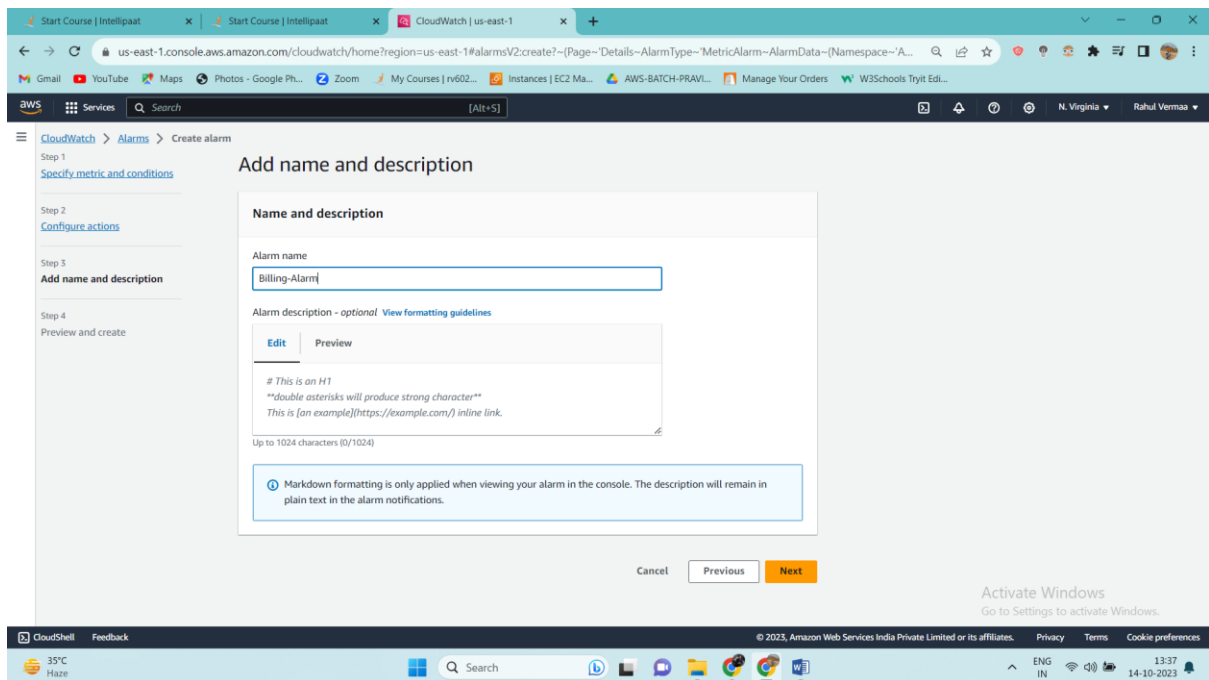 Start Course | Intellipaat
Start Course | Intellipaat
CloudWatch | us-east-1
us-east-1.console.aws.amazon.com/cloudwatch/home?region=us-east-1#alarmsV2:create?~(Page~'Details~AlarmType~'MetricAlarm~AlarmData~(Namespace~'A...
Gmail YouTube Maps Photos - Google Ph... Zoom My Courses | rv602... Instances | EC2 Ma... AWS-BATCH-PRAVI... Manage Your Orders W3Schools Tryit Edi...
aws Services Search [Alt+S] N. Virginia Rahul Vermaa
CloudWatch > Alarms > Create alarm
Step 1
Specify metric and conditions
Step 2
Configure actions
Step 3
Add name and description
Step 4
Preview and create
Add name and description
Name and description
Alarm name
Billing-Alarm
Alarm description - optional View formatting guidelines
Edit Preview
# This is an H1
**double asterisks will produce strong character**
This is [an example](https://example.com/) inline link.
Up to 1024 characters (0/1024)
Markdown formatting is only applied when viewing your alarm in the console. The description will remain in
plain text in the alarm notifications.
Cancel Previous Next
Activate Windows
Go to Settings to activate Windows.
CloudShell Feedback © 2023, Amazon Web Services India Private Limited or its affiliates. Privacy Terms Cookie preferences
35°C
Haze
Search
ENG
IN
13:37
14-10-2023